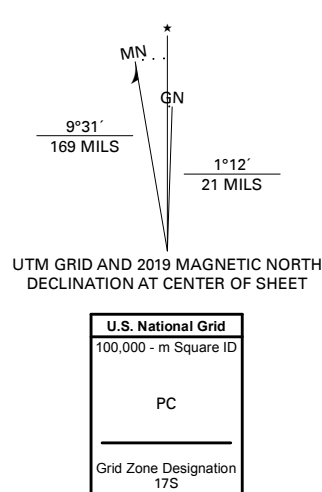 ★
MN
GN
9°31´
169 MILS
1°12´
21 MILS
UTM GRID AND 2019 MAGNETIC NORTH
DECLINATION AT CENTER OF SHEET
U.S. National Grid
100,000 - m Square ID
PC
Grid Zone Designation
17S